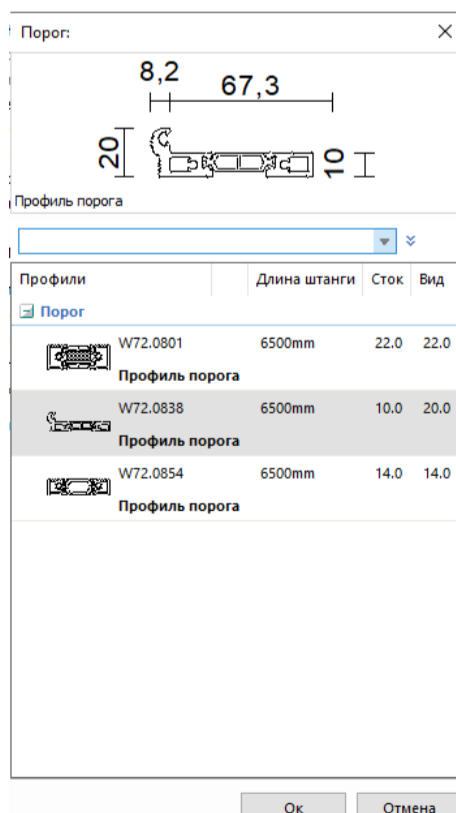 Порог:
8,2
67,3
20
10
Профиль порога
Профили Длина штанги Сток Вид
Порог
W72.0801 6500mm 22.0 22.0
Профиль порога
W72.0838 6500mm 10.0 20.0
Профиль порога
W72.0854 6500mm 14.0 14.0
Профиль порога
Ок Отмена